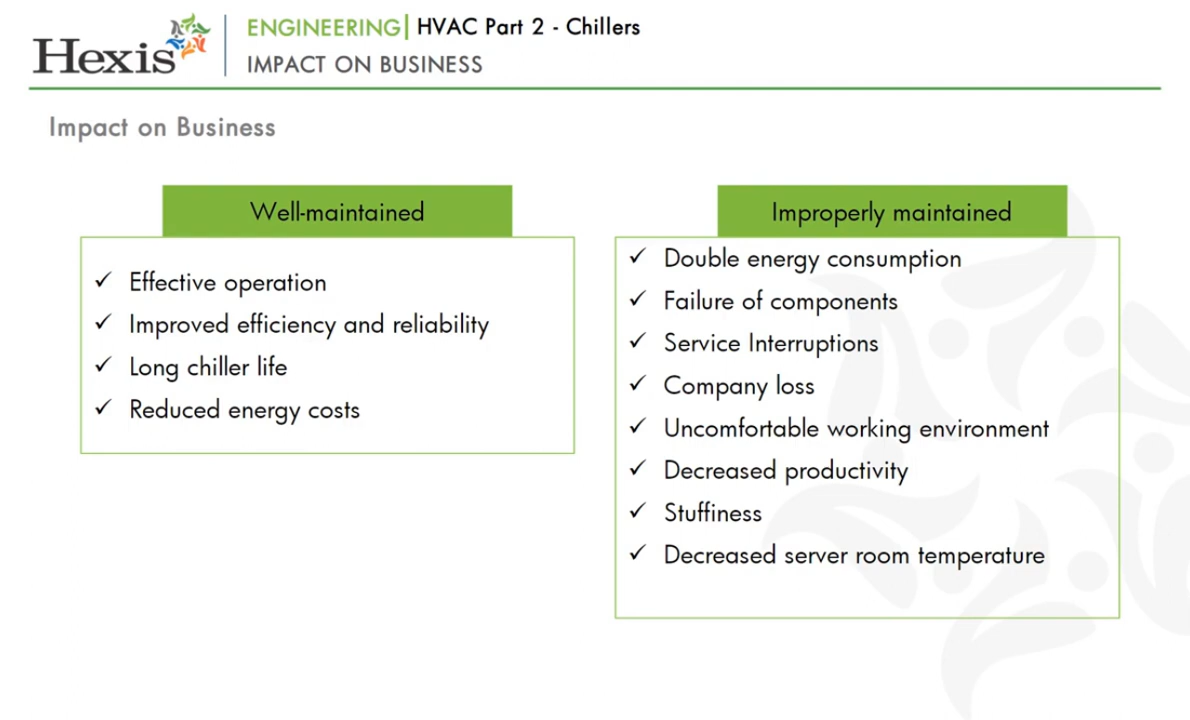 Hexis
ENGINEERING| HVAC Part 2 - Chillers
IMPACT ON BUSINESS
Impact on Business
Well-maintained
✓ Effective operation
✓ Improved efficiency and reliability
✓ Long chiller life
✓ Reduced energy costs
Improperly maintained
✓ Double energy consumption
✓ Failure of components
✓ Service Interruptions
✓ Company loss
✓ Uncomfortable working environment
✓ Decreased productivity
✓ Stuffiness
✓ Decreased server room temperature